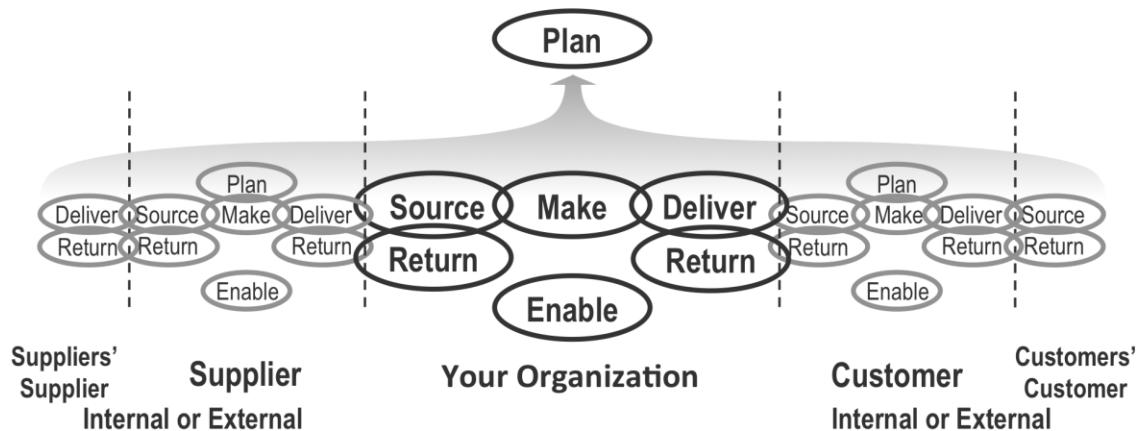 Plan
Plan
Plan
Deliver Source Make Deliver Source Make Deliver Source Make Deliver Source
Return Return Return Return Return Return Return Return
Enable Enable Enable
Suppliers'
Supplier
Supplier
Internal or External
Your Organization
Customer
Internal or External
Customers'
Customer